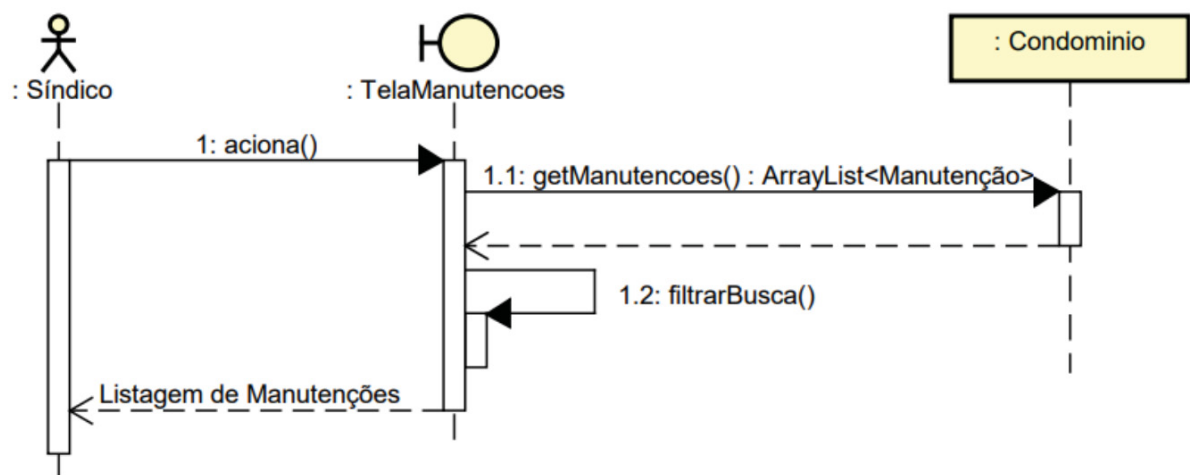 : Síndico
: TelaManutencoes
: Condominio
1: aciona()
1.1: getManutencoes() : ArrayList<Manutenção>
1.2: filtrarBusca()
Listagem de Manutenções